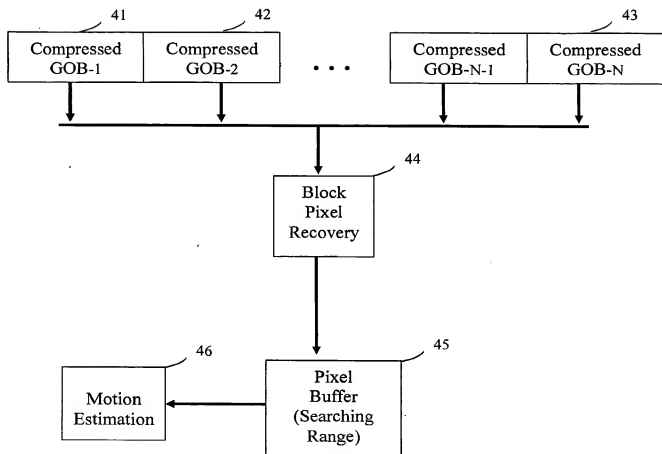 41
42
43
Compressed
GOB-1
Compressed
GOB-2
• • •
Compressed
GOB-N-1
Compressed
GOB-N
44
Block
Pixel
Recovery
46
45
Motion
Estimation
Pixel
Buffer
(Searching
Range)